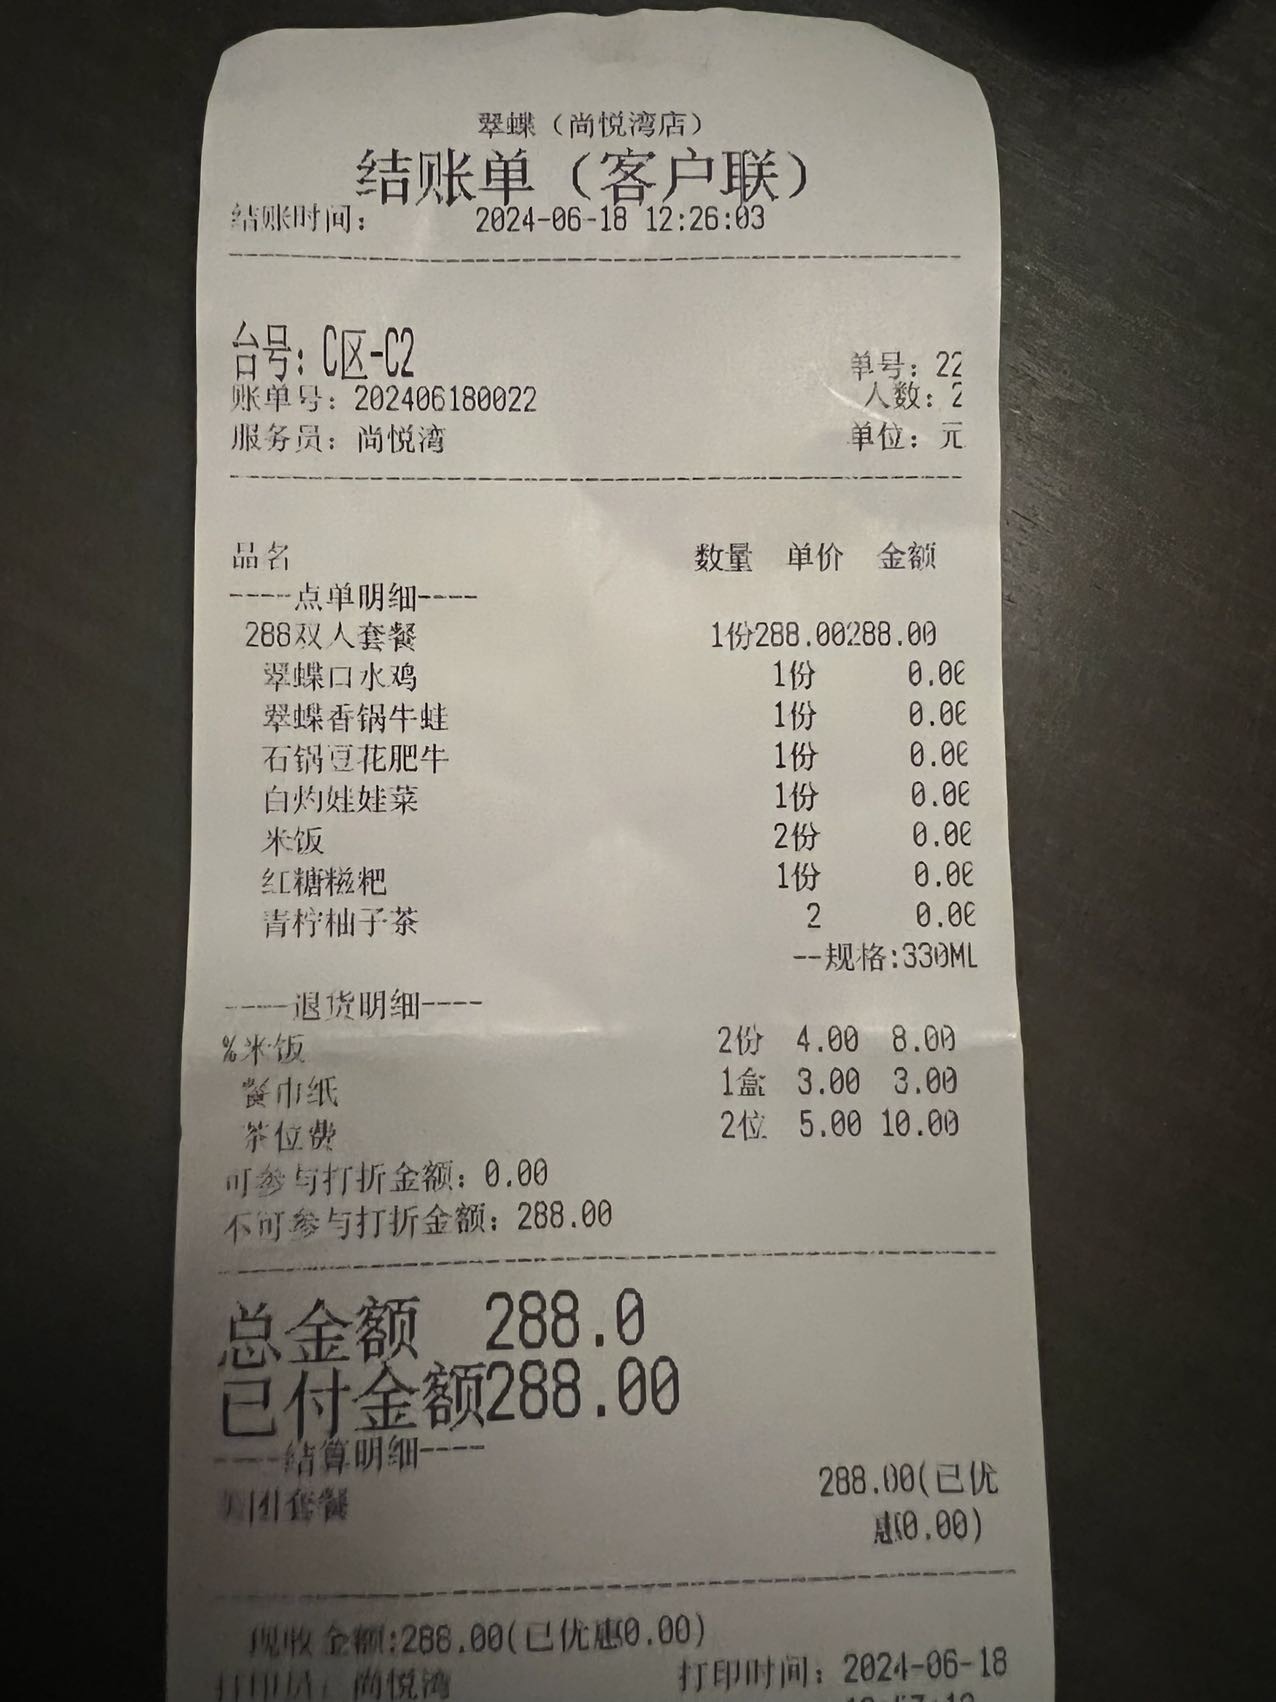 翠蝶（尚悦湾店）
结账单（客户联）
结账时间： 2024-06-18 12:26:03
台号：C区-C2
单号：22
账单号：202406180022
人数：2
服务员：尚悦湾
单位：元
品名 数量 单价 金额
----点单明细----
288双人套餐 1份288.00288.00
翠蝶口水鸡 1份 0.00
翠蝶香锅牛蛙 1份 0.00
石锅豆花肥牛 1份 0.00
白灼娃娃菜 1份 0.00
米饭 2份 0.00
红糖糍粑 1份 0.00
青柠柚子茶 2 0.00
--规格:330ML
----退货明细----
%米饭 2份 4.00 8.00
餐巾纸 1盒 3.00 3.00
茶位费 2位 5.00 10.00
可参与打折金额：0.00
不可参与打折金额：288.00
总金额 288.0
已付金额288.00
----结算明细----
美团套餐 288.00(已优
惠0.00)
现收金额:288.00(已优惠0.00)
打印员：尚悦湾 打印时间：2024-06-18